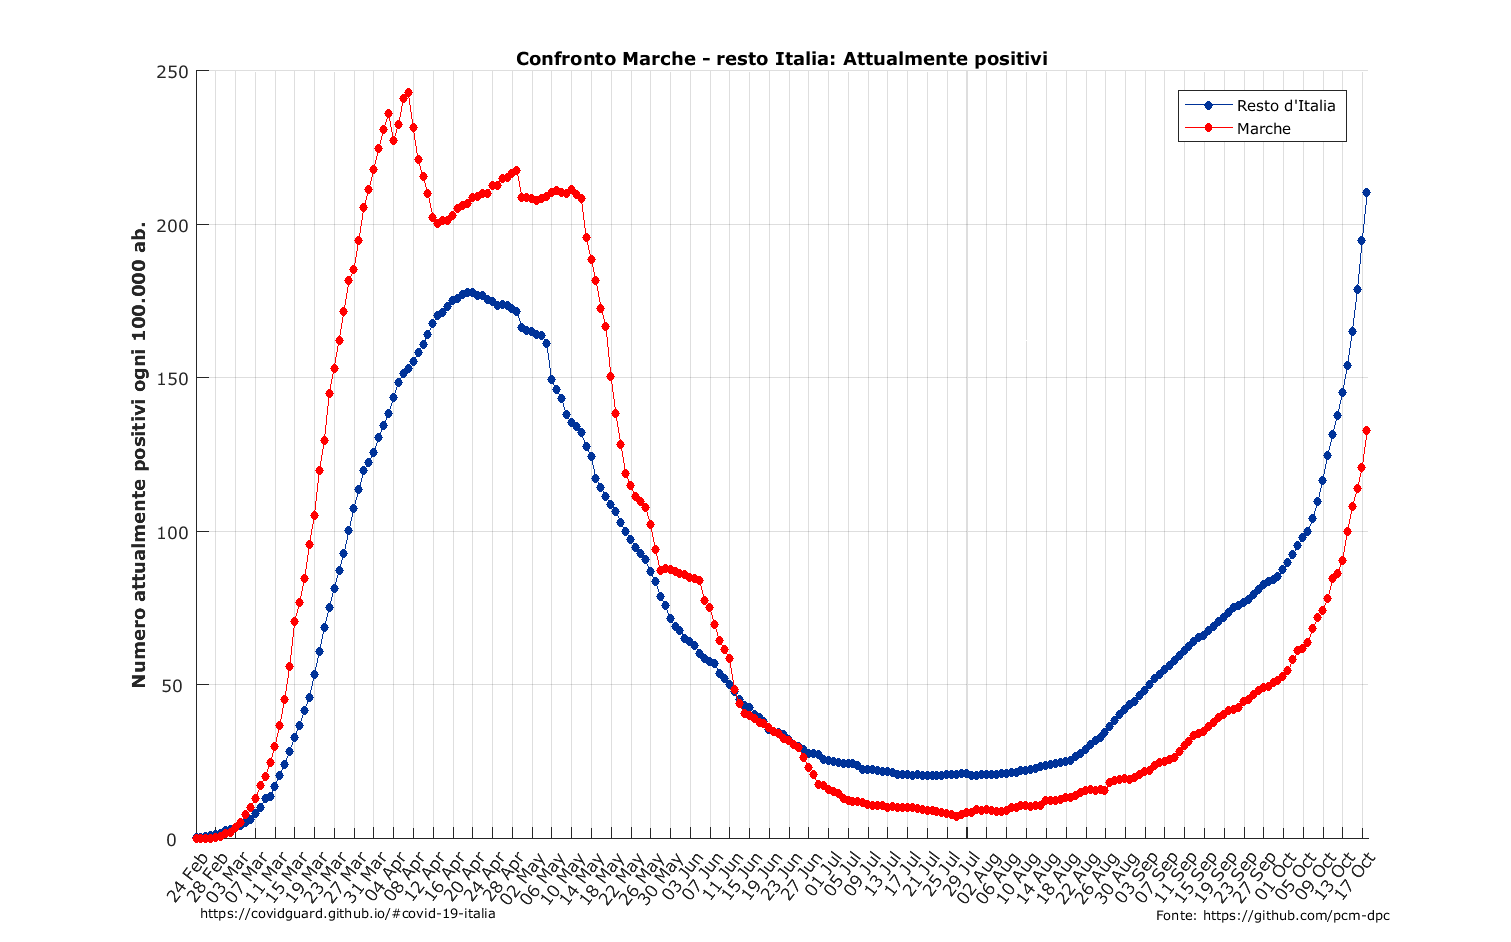 Confronto Marche - resto Italia: Attualmente positivi
250
200
150
100
50
0
Numero attualmente positivi ogni 100.000 ab.
Resto d'Italia
Marche
24 Feb
28 Feb
03 Mar
07 Mar
11 Mar
15 Mar
19 Mar
23 Mar
27 Mar
31 Mar
04 Apr
08 Apr
12 Apr
16 Apr
20 Apr
24 Apr
28 Apr
02 May
06 May
10 May
14 May
18 May
22 May
26 May
30 May
03 Jun
07 Jun
11 Jun
15 Jun
19 Jun
23 Jun
27 Jun
01 Jul
05 Jul
09 Jul
13 Jul
17 Jul
21 Jul
25 Jul
29 Jul
02 Aug
06 Aug
10 Aug
14 Aug
18 Aug
22 Aug
26 Aug
30 Aug
03 Sep
07 Sep
11 Sep
15 Sep
19 Sep
23 Sep
27 Sep
01 Oct
05 Oct
09 Oct
13 Oct
17 Oct
https://covidguard.github.io/#covid-19-italia
Fonte: https://github.com/pcm-dpc